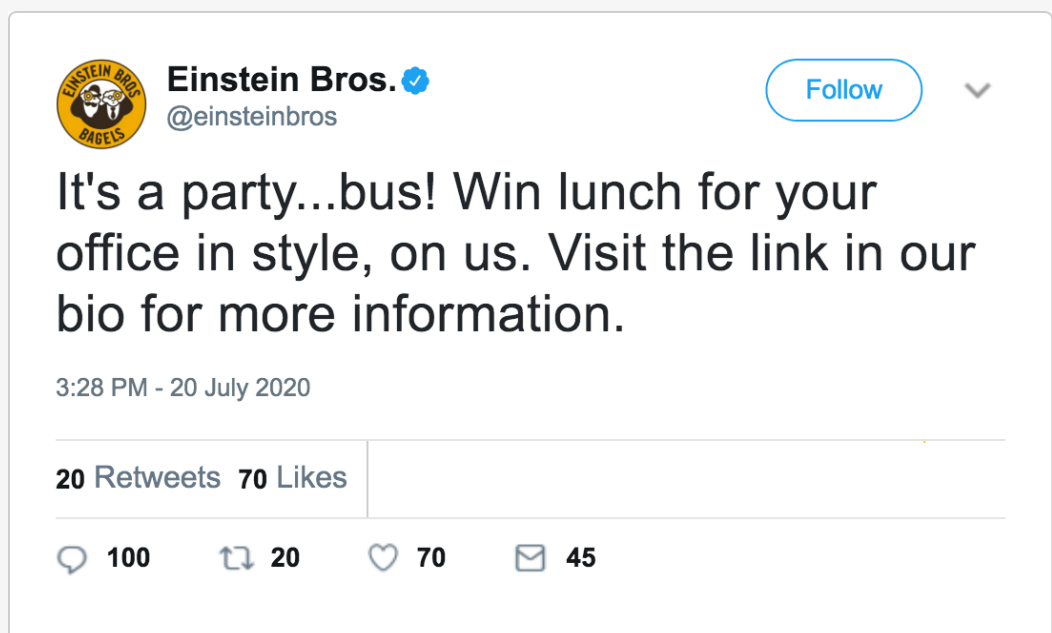 EINSTEIN BROS
BAGELS
Einstein Bros.
@einsteinbros
Follow
It's a party...bus! Win lunch for your
office in style, on us. Visit the link in our
bio for more information.
3:28 PM - 20 July 2020
20 Retweets 70 Likes
100 20 70 45